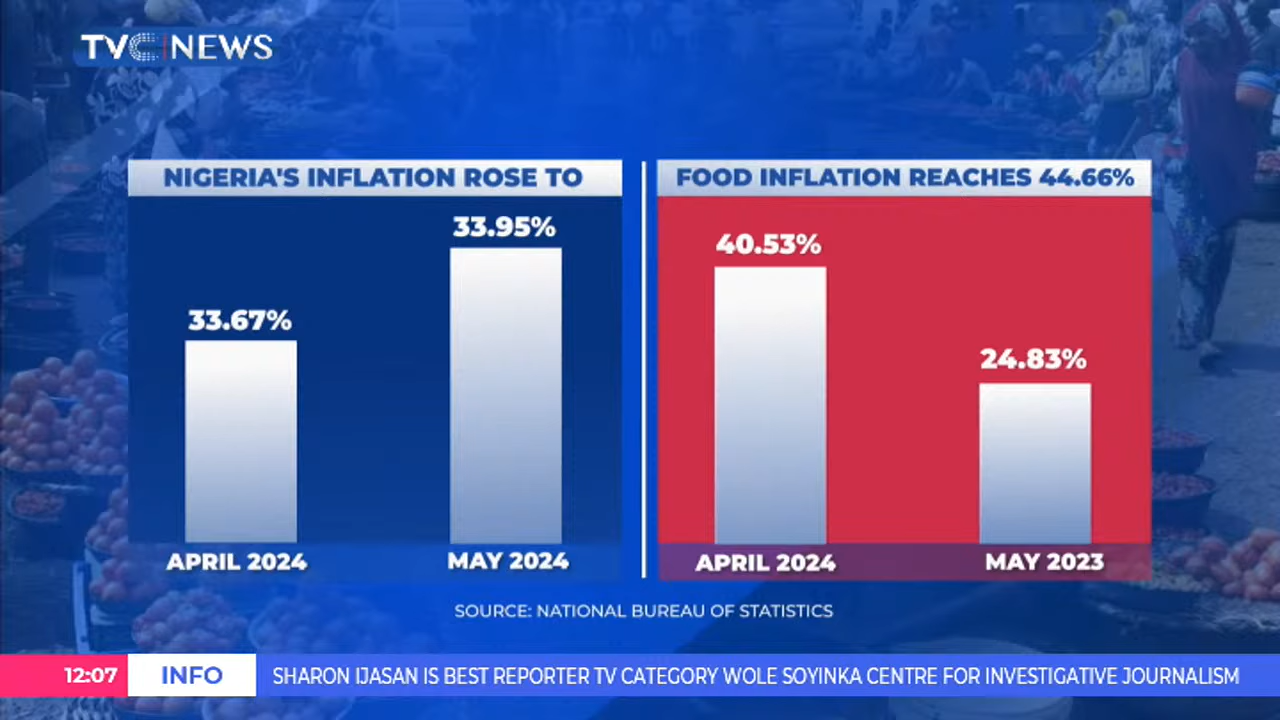 TVC NEWS
NIGERIA'S INFLATION ROSE TO
33.67%
33.95%
APRIL 2024
MAY 2024
FOOD INFLATION REACHES 44.66%
40.53%
24.83%
APRIL 2024
MAY 2023
SOURCE: NATIONAL BUREAU OF STATISTICS
12:07
INFO
SHARON IJASAN IS BEST REPORTER TV CATEGORY WOLE SOYINKA CENTRE FOR INVESTIGATIVE JOURNALISM